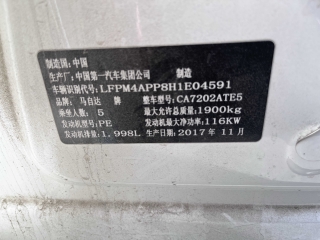 制造国:中国
生产厂:中国第一汽车集团公司 制造
车辆识别代号:LFPM4APP8H1E04591
品牌:马自达 牌 整车型号:CA7202ATE5
乘坐人数:5 最大允许总质量:1900kg
发动机型号:PE 发动机最大净功率:116KW
发动机排量:1.998L 生产日期:2017年11月